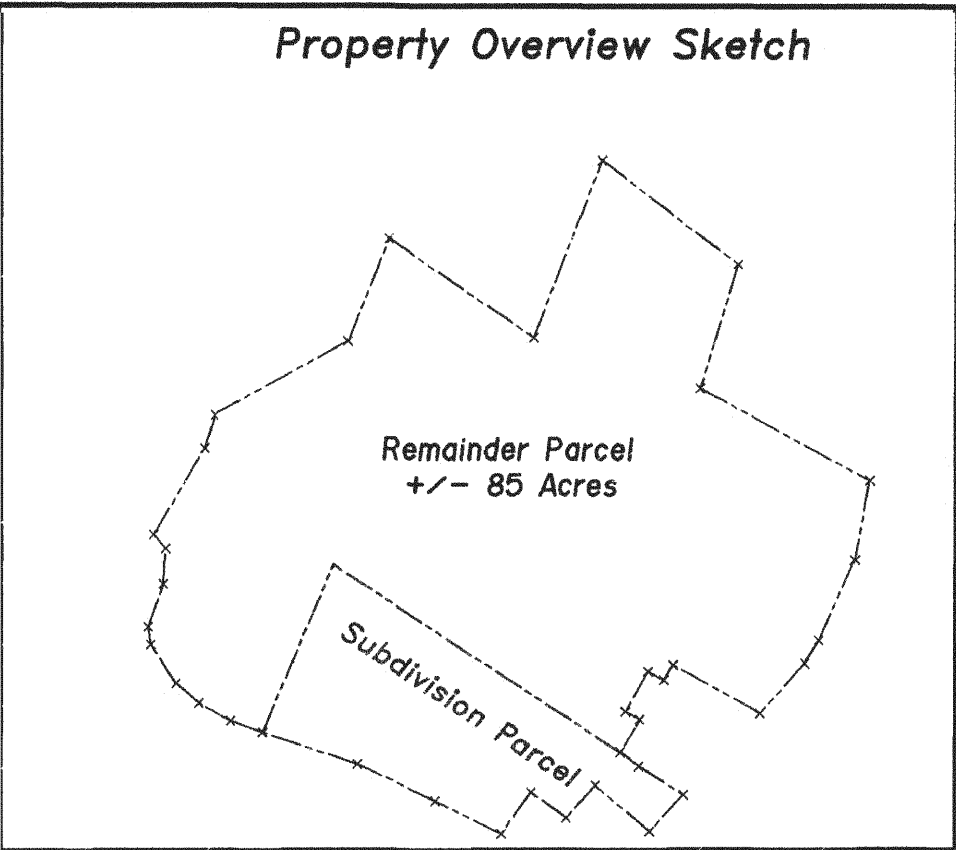 Property Overview Sketch
Remainder Parcel
+/- 85 Acres
Subdivision Parcel